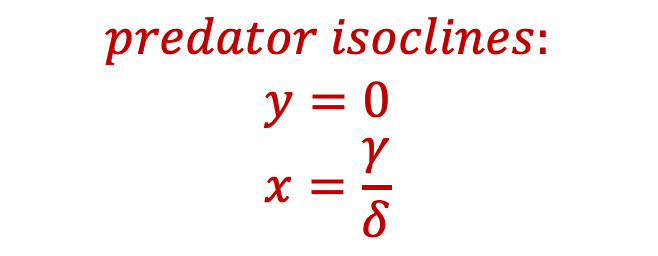 predator isoclines:
y = 0
x = γ/δ